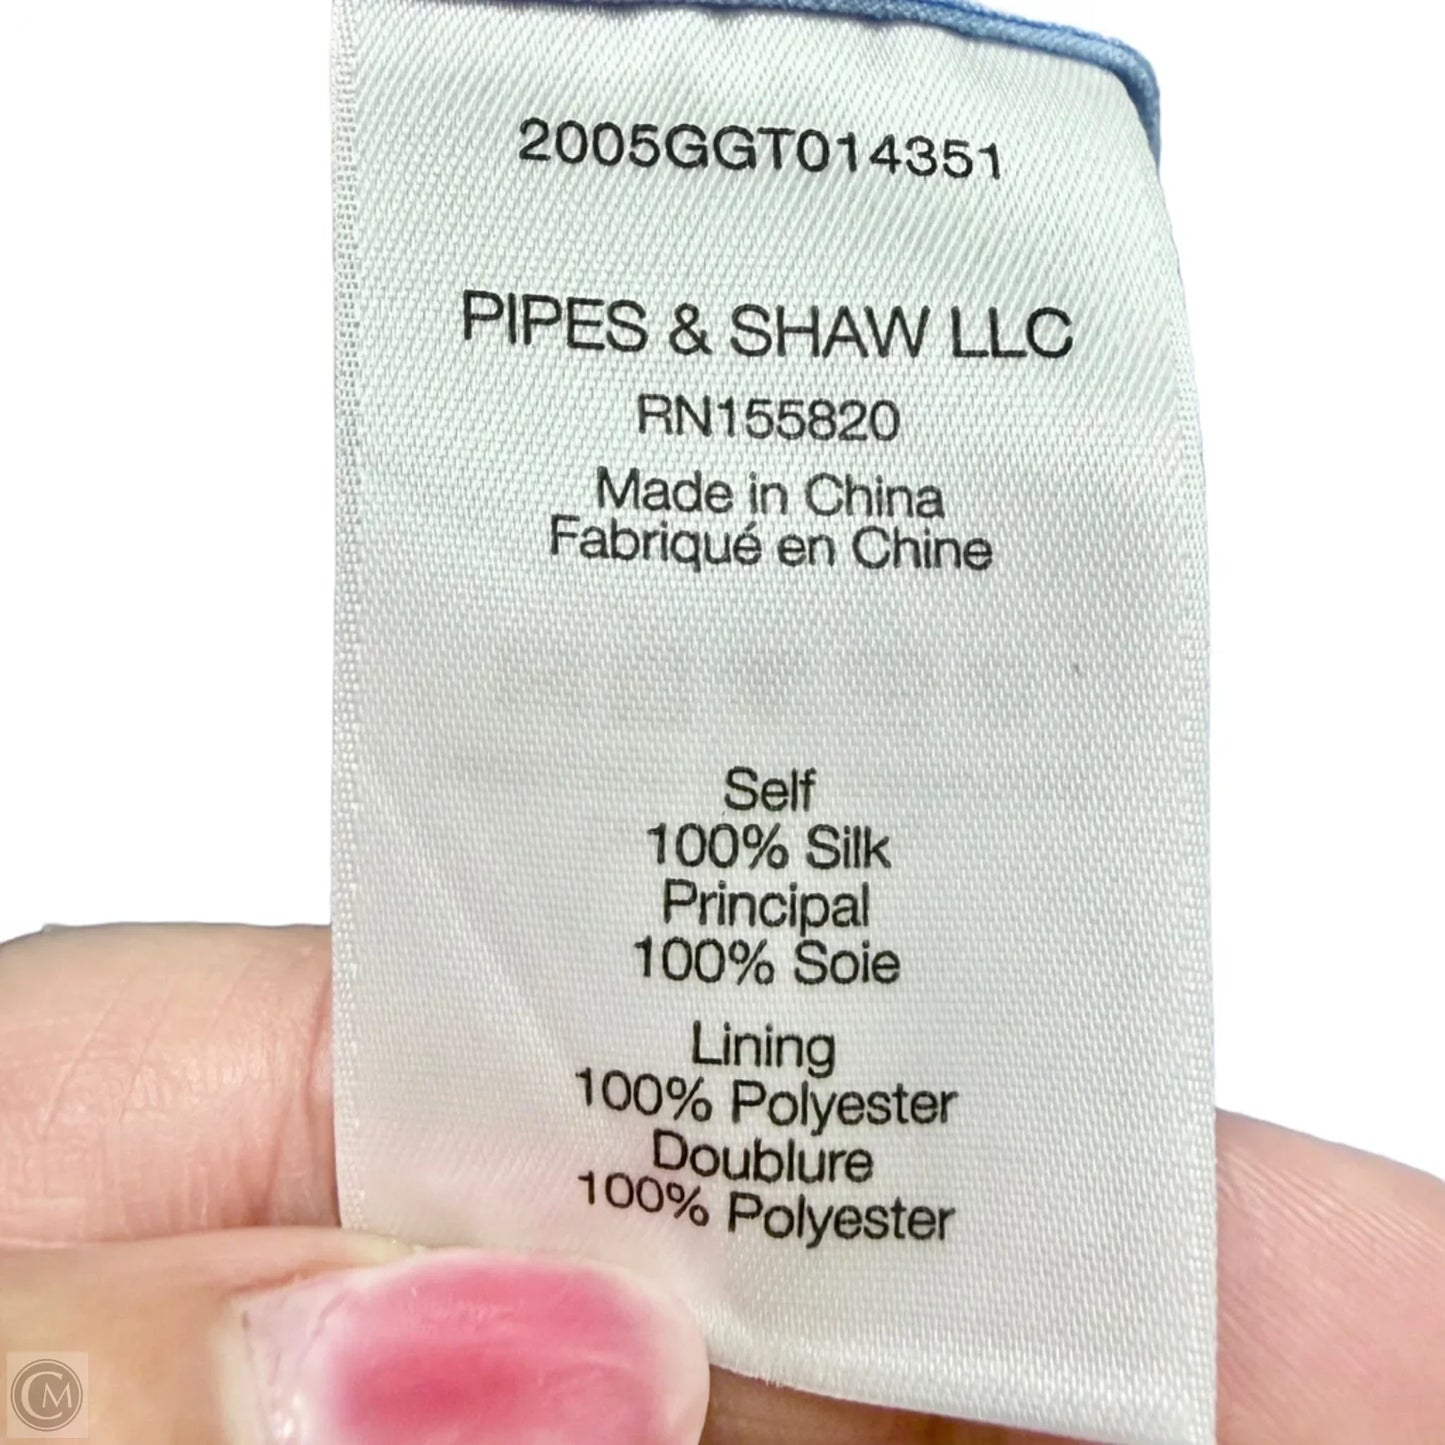 2005GGT014351
PIPES & SHAW LLC
RN155820
Made in China
Fabriqué en Chine
Self
100% Silk
Principal
100% Soie
Lining
100% Polyester
Doublure
100% Polyester
CM